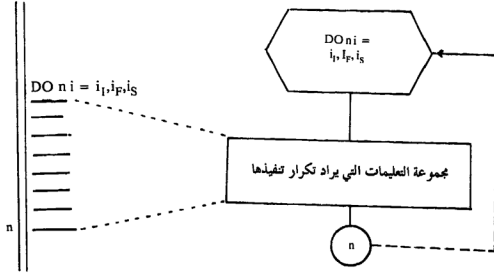 DO n i =
i_I, I_F, i_S
DO n i = i_I,i_F,i_S
مجموعة التعليمات التي يراد تكرار تنفيذها
n
n